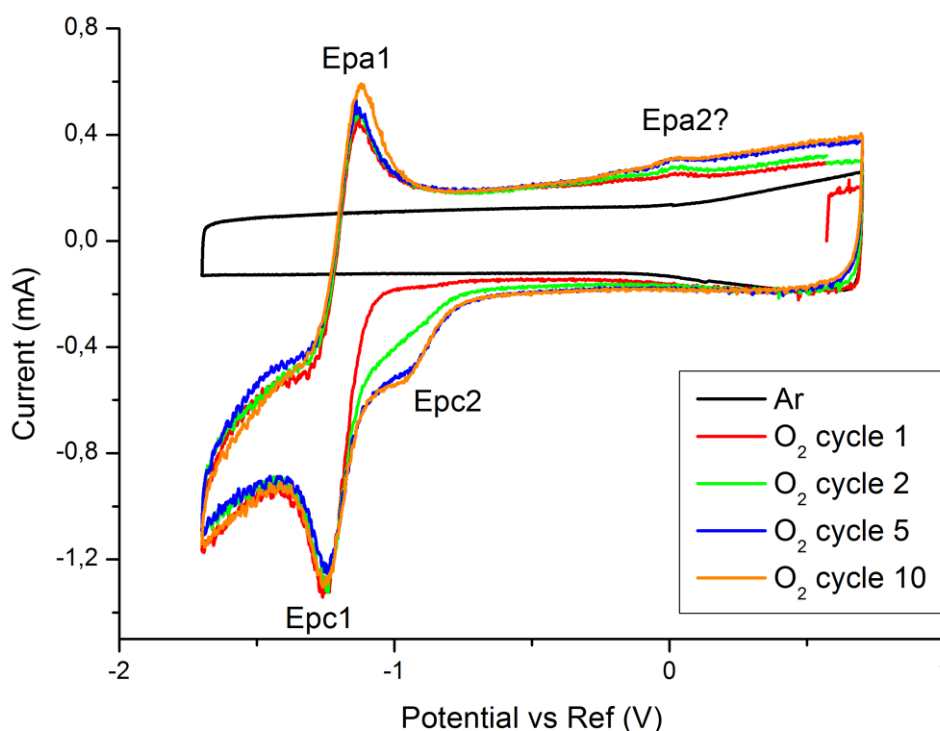 0,8
Epa1
0,4
Epa2?
0,0
Current (mA)
-0,4
Epc2
-0,8
-1,2
Epc1
Ar
O₂ cycle 1
O₂ cycle 2
O₂ cycle 5
O₂ cycle 10
-2
-1
0
Potential vs Ref (V)